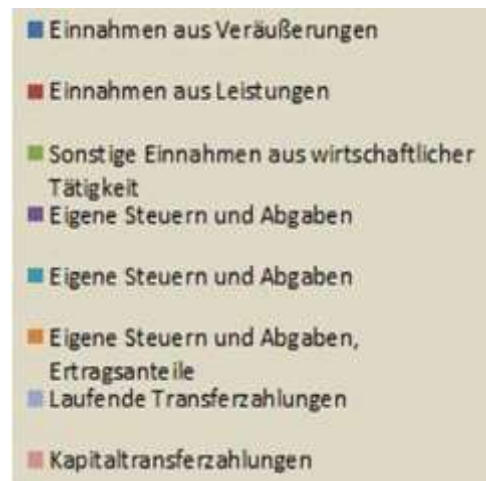 Einnahmen aus Veräußerungen
Einnahmen aus Leistungen
Sonstige Einnahmen aus wirtschaftlicher
Tätigkeit
Eigene Steuern und Abgaben
Eigene Steuern und Abgaben
Eigene Steuern und Abgaben,
Ertragsanteile
Laufende Transferzahlungen
Kapitaltransferzahlungen